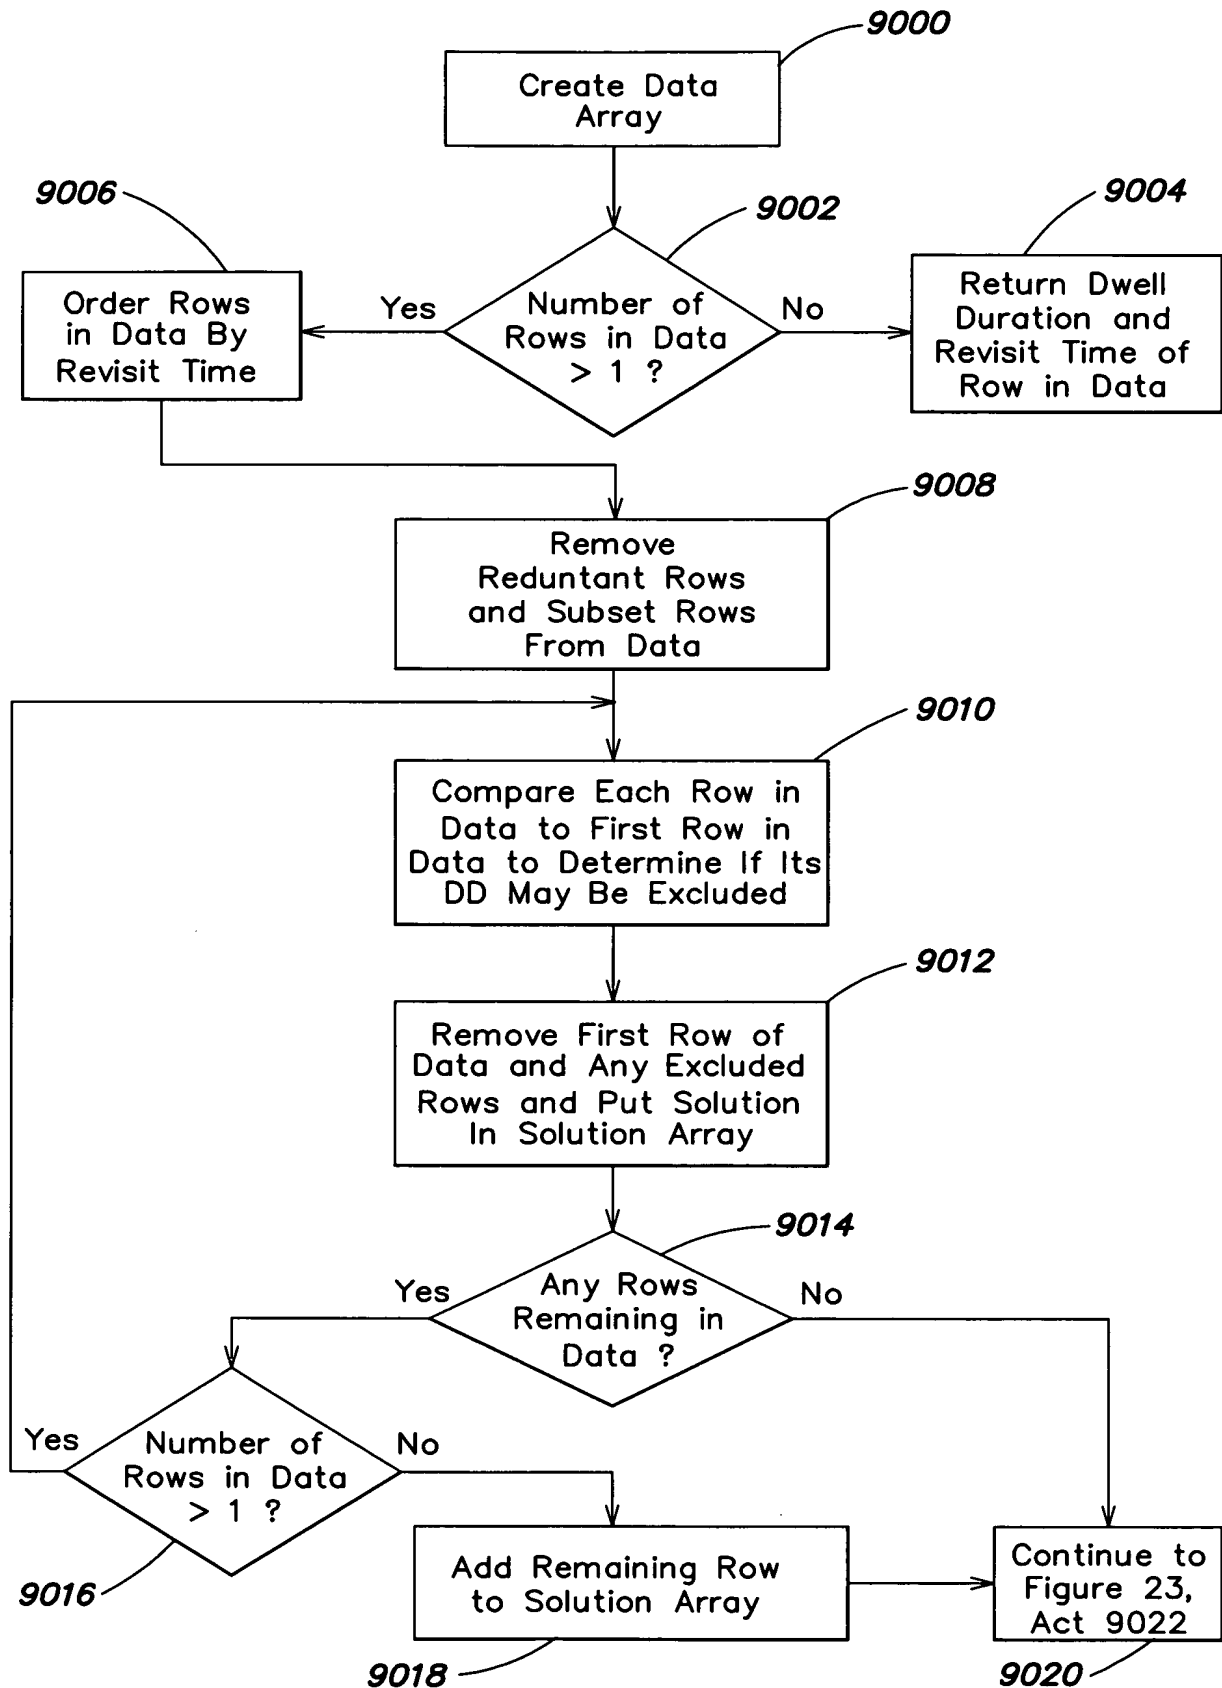 9000
Create Data
Array
9006
9002
9004
Order Rows
in Data By
Revisit Time
Yes
Number of
Rows in Data
> 1 ?
No
Return Dwell
Duration and
Revisit Time of
Row in Data
9008
Remove
Reduntant Rows
and Subset Rows
From Data
9010
Compare Each Row in
Data to First Row in
Data to Determine If Its
DD May Be Excluded
9012
Remove First Row of
Data and Any Excluded
Rows and Put Solution
In Solution Array
9014
Yes
Any Rows
Remaining in
Data ?
No
Yes
Number of
Rows in Data
> 1 ?
No
9016
Add Remaining Row
to Solution Array
9018
Continue to
Figure 23,
Act 9022
9020